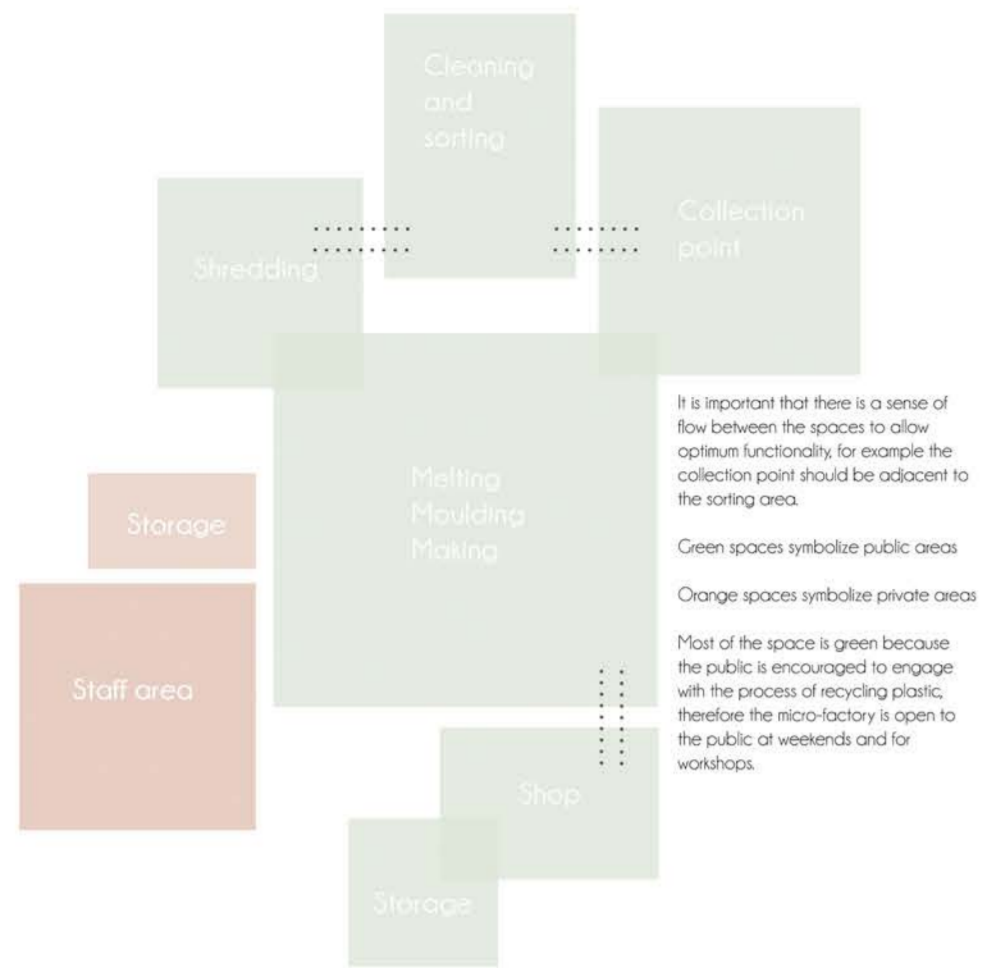 Cleaning
and
sorting
Collection
point
Shredding
Melting
Moulding
Making
Storage
Staff area
Shop
Storage
It is important that there is a sense of
flow between the spaces to allow
optimum functionality, for example the
collection point should be adjacent to
the sorting area.
Green spaces symbolize public areas
Orange spaces symbolize private areas
Most of the space is green because
the public is encouraged to engage
with the process of recycling plastic,
therefore the micro-factory is open to
the public at weekends and for
workshops.